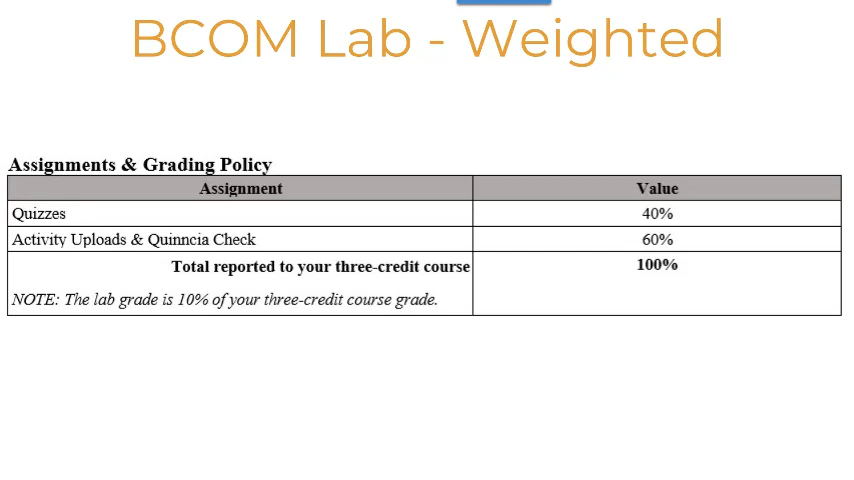 BCOM Lab - Weighted
Assignments & Grading Policy
Assignment Value
Quizzes 40%
Activity Uploads & Quinncia Check 60%
Total reported to your three-credit course 100%
NOTE: The lab grade is 10% of your three-credit course grade.